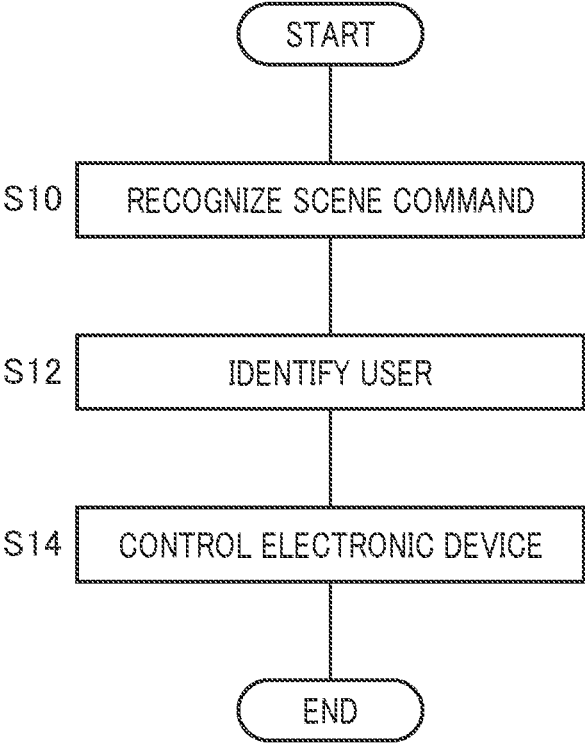 START
S10 RECOGNIZE SCENE COMMAND
S12 IDENTIFY USER
S14 CONTROL ELECTRONIC DEVICE
END